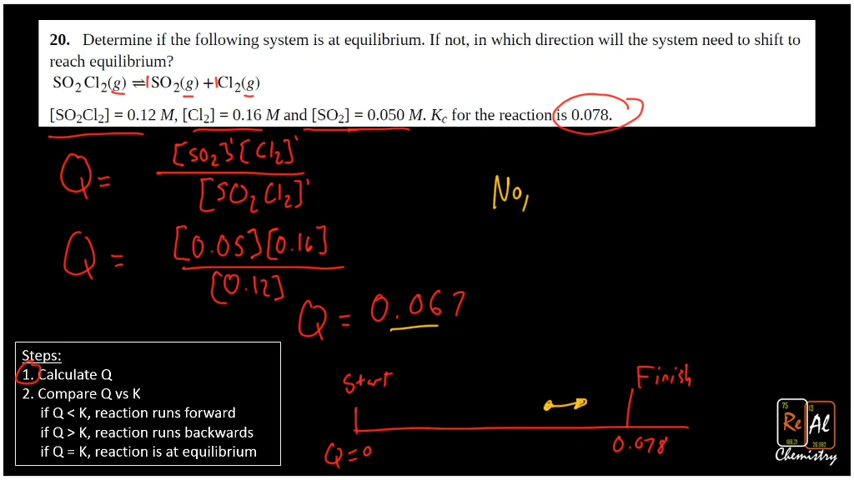 20. Determine if the following system is at equilibrium. If not, in which direction will the system need to shift to
reach equilibrium?
SO2Cl2(g) ⇌ 1SO2(g) + 1Cl2(g)
[SO2Cl2] = 0.12 M, [Cl2] = 0.16 M and [SO2] = 0.050 M. Kc for the reaction is 0.078.
Q = [SO2]¹[Cl2]¹
[SO2Cl2]¹
No,
Q = [0.05][0.16]
[0.12]
Q = 0.067
Steps:
1. Calculate Q
2. Compare Q vs K
if Q < K, reaction runs forward
if Q > K, reaction runs backwards
if Q = K, reaction is at equilibrium
Start
Finish
Q=0
0.078
75
13
Re Al
Chemistry